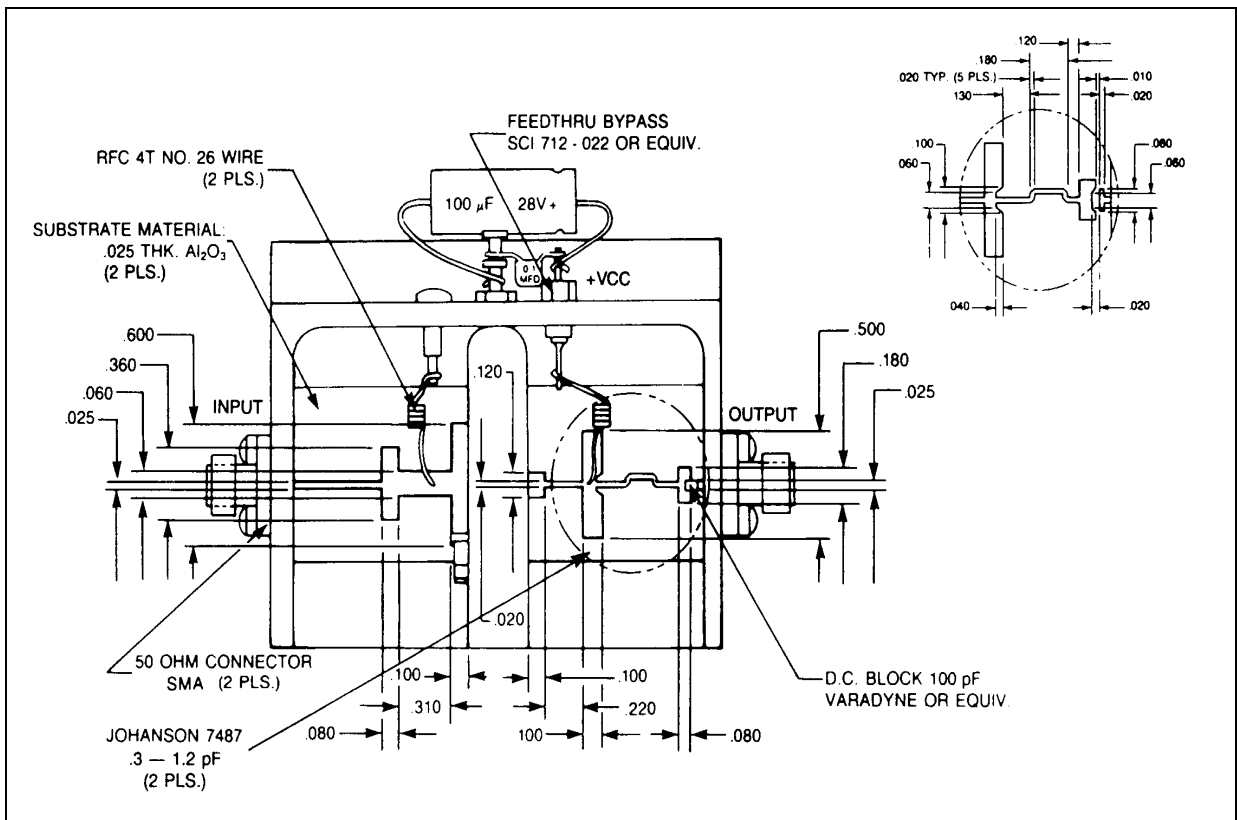 FEEDTHRU BYPASS
SCI 712 - 022 OR EQUIV.
RFC 4T NO. 26 WIRE
(2 PLS.)
SUBSTRATE MATERIAL:
.025 THK. Al₂O₃
(2 PLS.)
100 µF 28V +
0.1
MFD
+VCC
.600
.360
.060
.025
INPUT
.120
OUTPUT
.500
.180
.025
.020
50 OHM CONNECTOR
SMA (2 PLS.)
.100
.310
.080
.100
.220
100
.080
D.C. BLOCK 100 pF
VARADYNE OR EQUIV.
JOHANSON 7487
.3 — 1.2 pF
(2 PLS.)
.120
.180
.020 TYP. (5 PLS.)
130
.010
.020
.100
060
.080
.060
040
.020